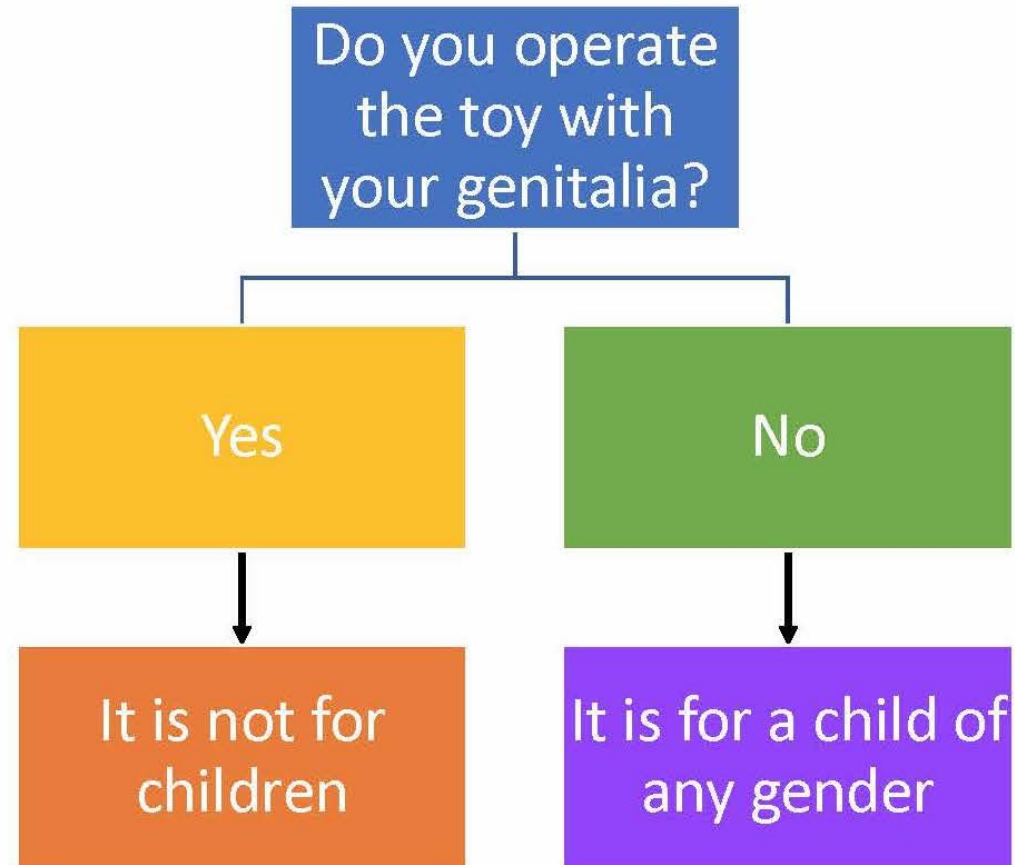 Do you operate
the toy with
your genitalia?
Yes
No
It is not for
children
It is for a child of
any gender